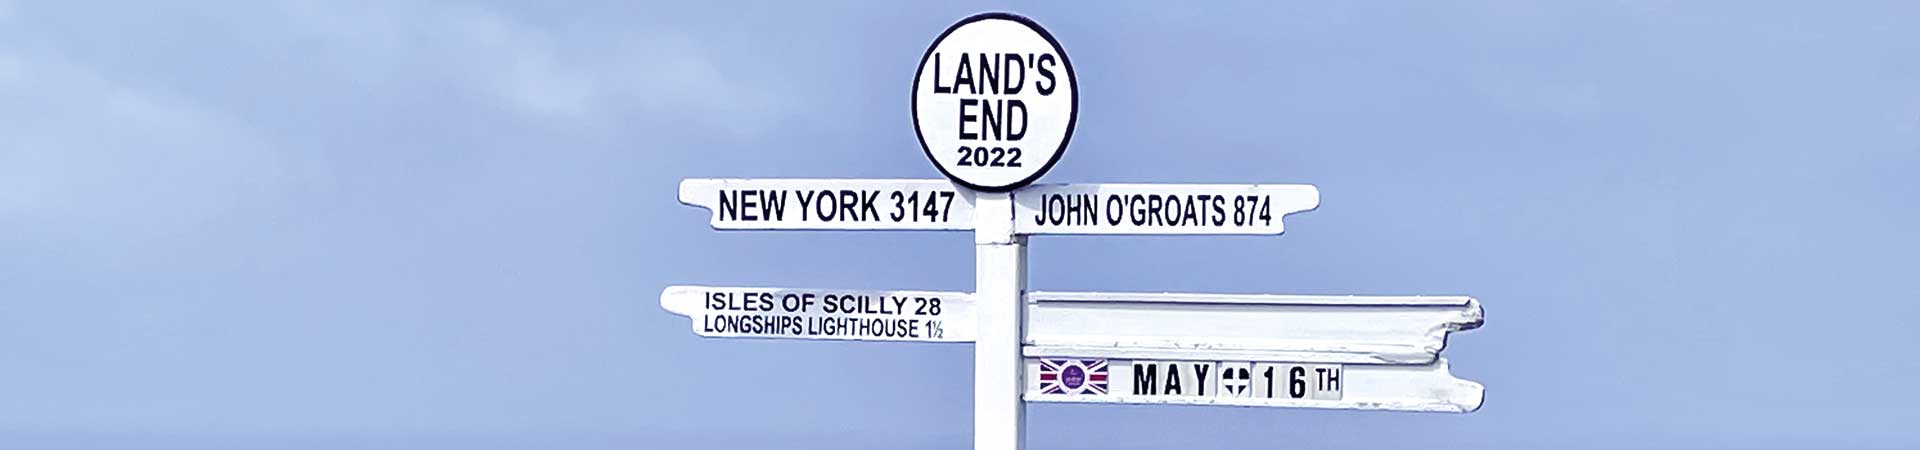 LAND'S
END
2022
NEW YORK 3147
JOHN O'GROATS 874
ISLES OF SCILLY 28
LONGSHIPS LIGHTHOUSE 1½
MAY 16TH